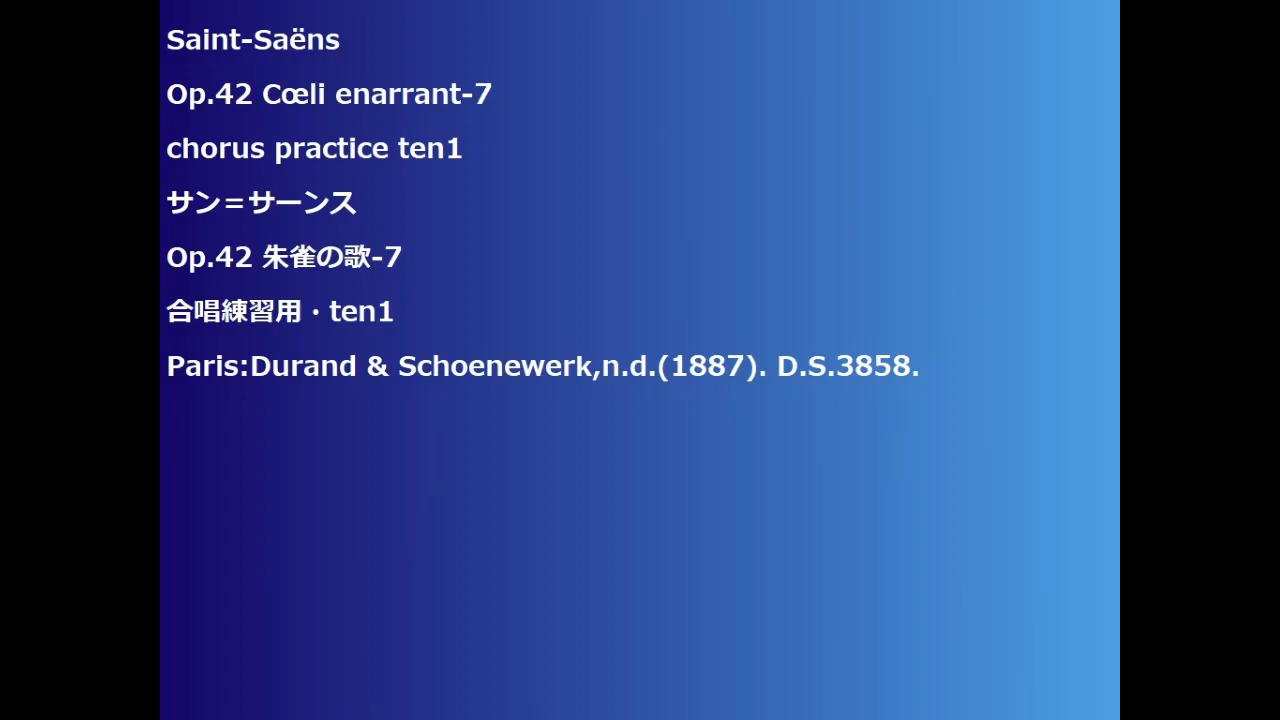 Saint-Saëns
Op.42 Cœli enarrant-7
chorus practice ten1
サン＝サーンス
Op.42 朱雀の歌-7
合唱練習用・ten1
Paris:Durand & Schoenewerk,n.d.(1887). D.S.3858.